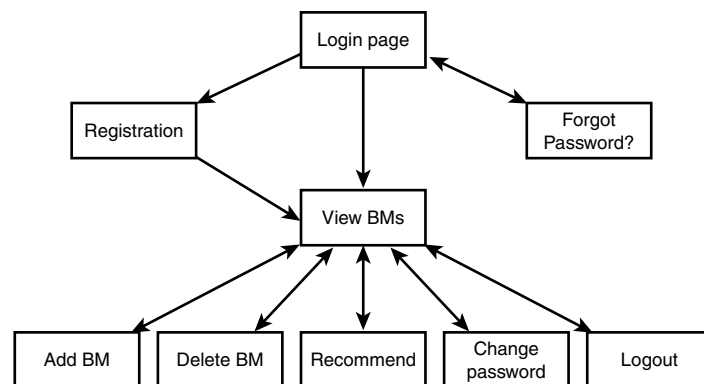 Login page
Registration
Forgot
Password?
View BMs
Add BM
Delete BM
Recommend
Change
password
Logout